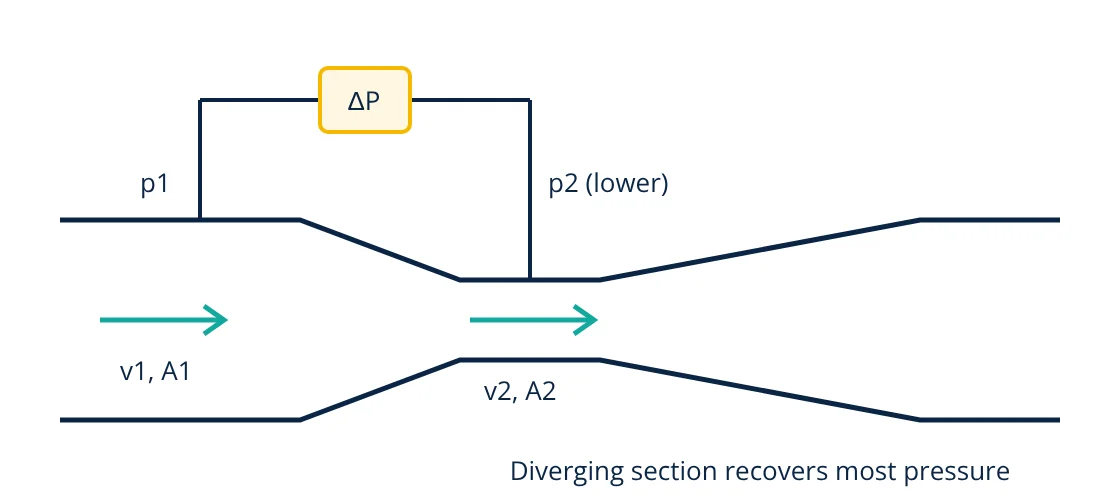 ΔP
p1
p2 (lower)
v1, A1
v2, A2
Diverging section recovers most pressure